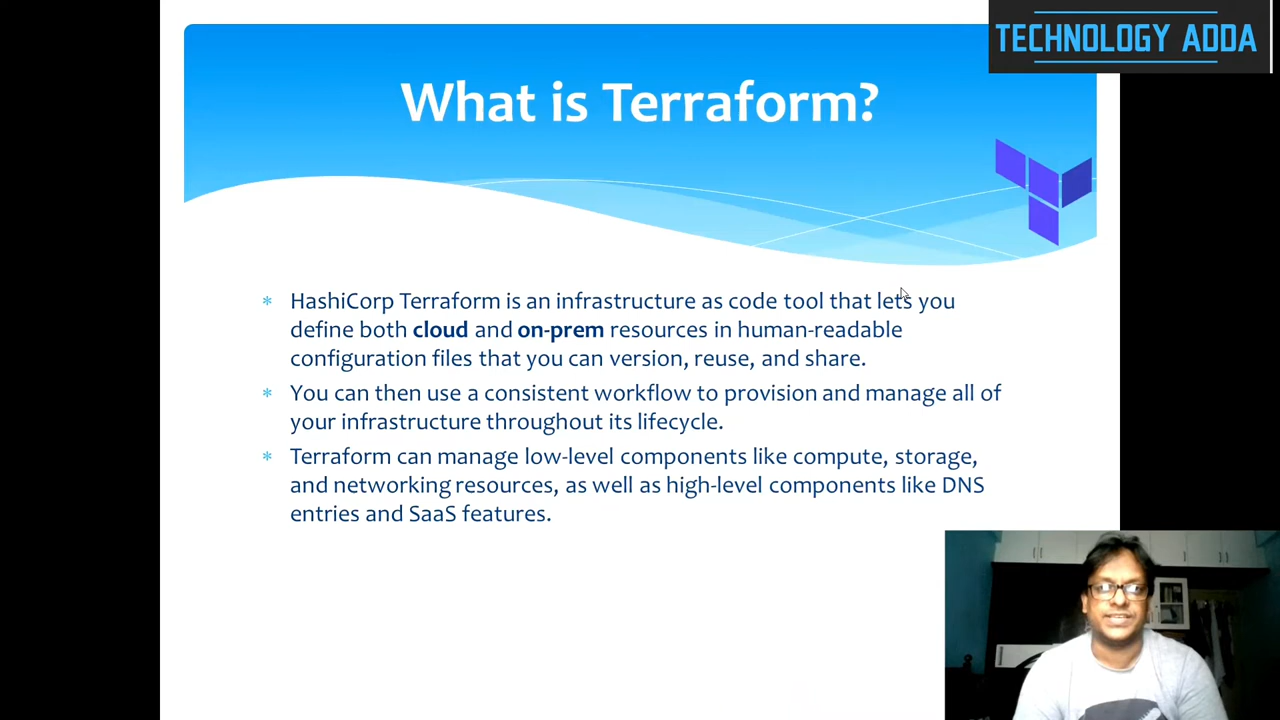 TECHNOLOGY ADDA
What is Terraform?
* HashiCorp Terraform is an infrastructure as code tool that lets you
define both cloud and on-prem resources in human-readable
configuration files that you can version, reuse, and share.
* You can then use a consistent workflow to provision and manage all of
your infrastructure throughout its lifecycle.
* Terraform can manage low-level components like compute, storage,
and networking resources, as well as high-level components like DNS
entries and SaaS features.